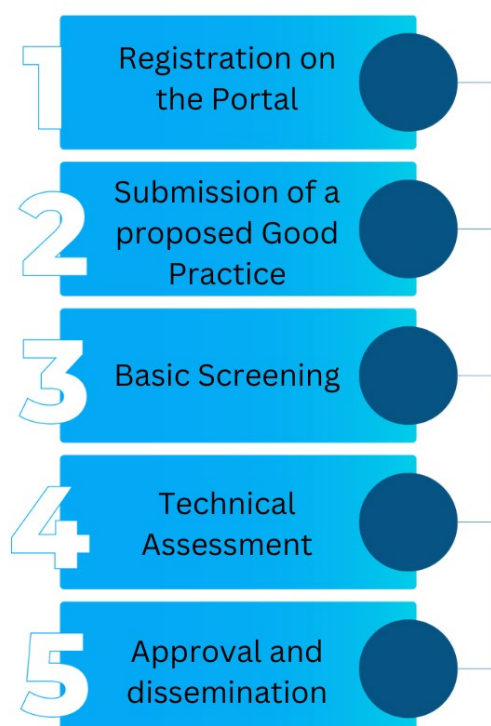 1
Registration on
the Portal
2
Submission of a
proposed Good
Practice
3
Basic Screening
4
Technical
Assessment
5
Approval and
dissemination